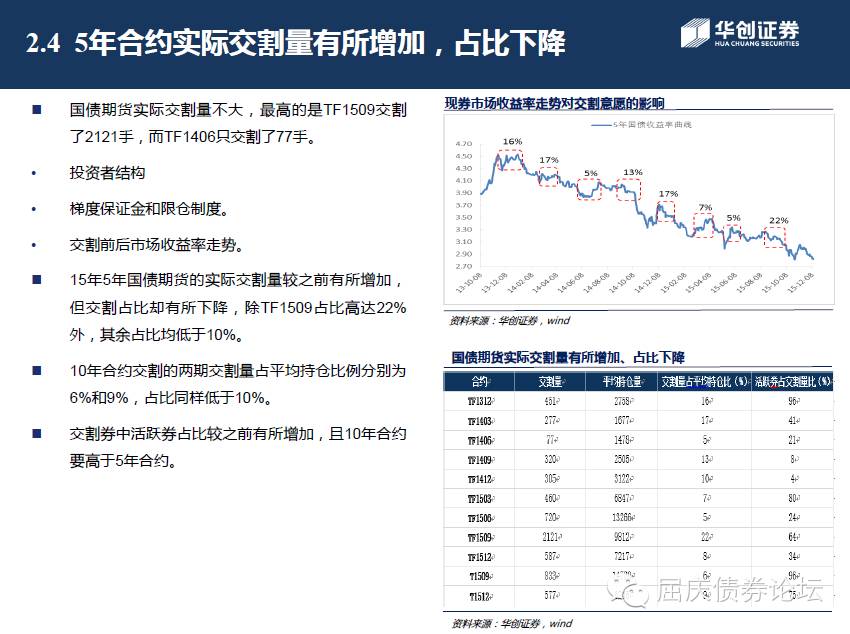 2.4 5年合约实际交割量有所增加，占比下降
华创证券
HUA CHUANG SECURITIES
■ 国债期货实际交割量不大，最高的是TF1509交割
了2121手，而TF1406只交割了77手。
• 投资者结构
• 梯度保证金和限仓制度。
• 交割前后市场收益率走势。
■ 15年5年国债期货的实际交割量较之前有所增加，
但交割占比却有所下降，除TF1509占比高达22%
外，其余占比均低于10%。
■ 10年合约交割的两期交割量占平均持仓比例分别为
6%和9%，占比同样低于10%。
■ 交割券中活跃券占比较之前有所增加，且10年合约
要高于5年合约。
现券市场收益率走势对交割意愿的影响
5年国债收益率曲线
4.70
4.50
4.30
4.10
3.90
3.70
3.50
3.30
3.10
2.90
2.70
16%
17%
5%
13%
17%
7%
5%
22%
13-10-08
13-12-08
14-02-08
14-04-08
14-06-08
14-08-08
14-10-08
14-12-08
15-02-08
15-04-08
15-06-08
15-08-08
15-10-08
15-12-08
资料来源：华创证券，wind
国债期货实际交割量有所增加、占比下降
合约 交割量 平均持仓量 交割量占平均持仓比（%） 活跃券占交割量比（%）
TF1312 451 2758 16 96
TF1403 277 1677 17 41
TF1406 77 1479 5 21
TF1409 320 2505 13 8
TF1412 305 3122 10 4
TF1503 460 6847 7 80
TF1506 720 13266 5 24
TF1509 2121 9812 22 64
TF1512 587 7217 8 34
T1509 833 6 96
T1512 577 9 75
屈庆债券论坛
资料来源：华创证券，wind